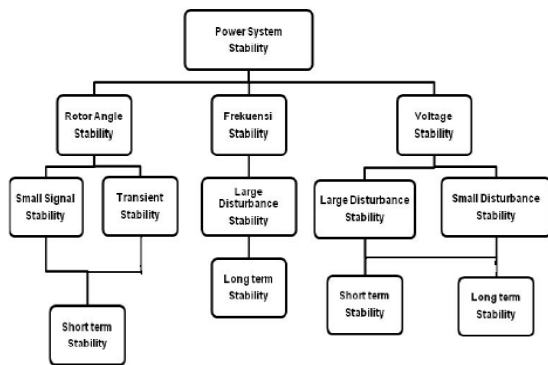 Power System
Stability
Rotor Angle
Stability
Frekuensi
Stability
Voltage
Stability
Small Signal
Stability
Transient
Stability
Large
Disturbance
Stability
Large Disturbance
Stability
Small Disturbance
Stability
Long term
Stability
Short term
Stability
Long term
Stability
Short term
Stability